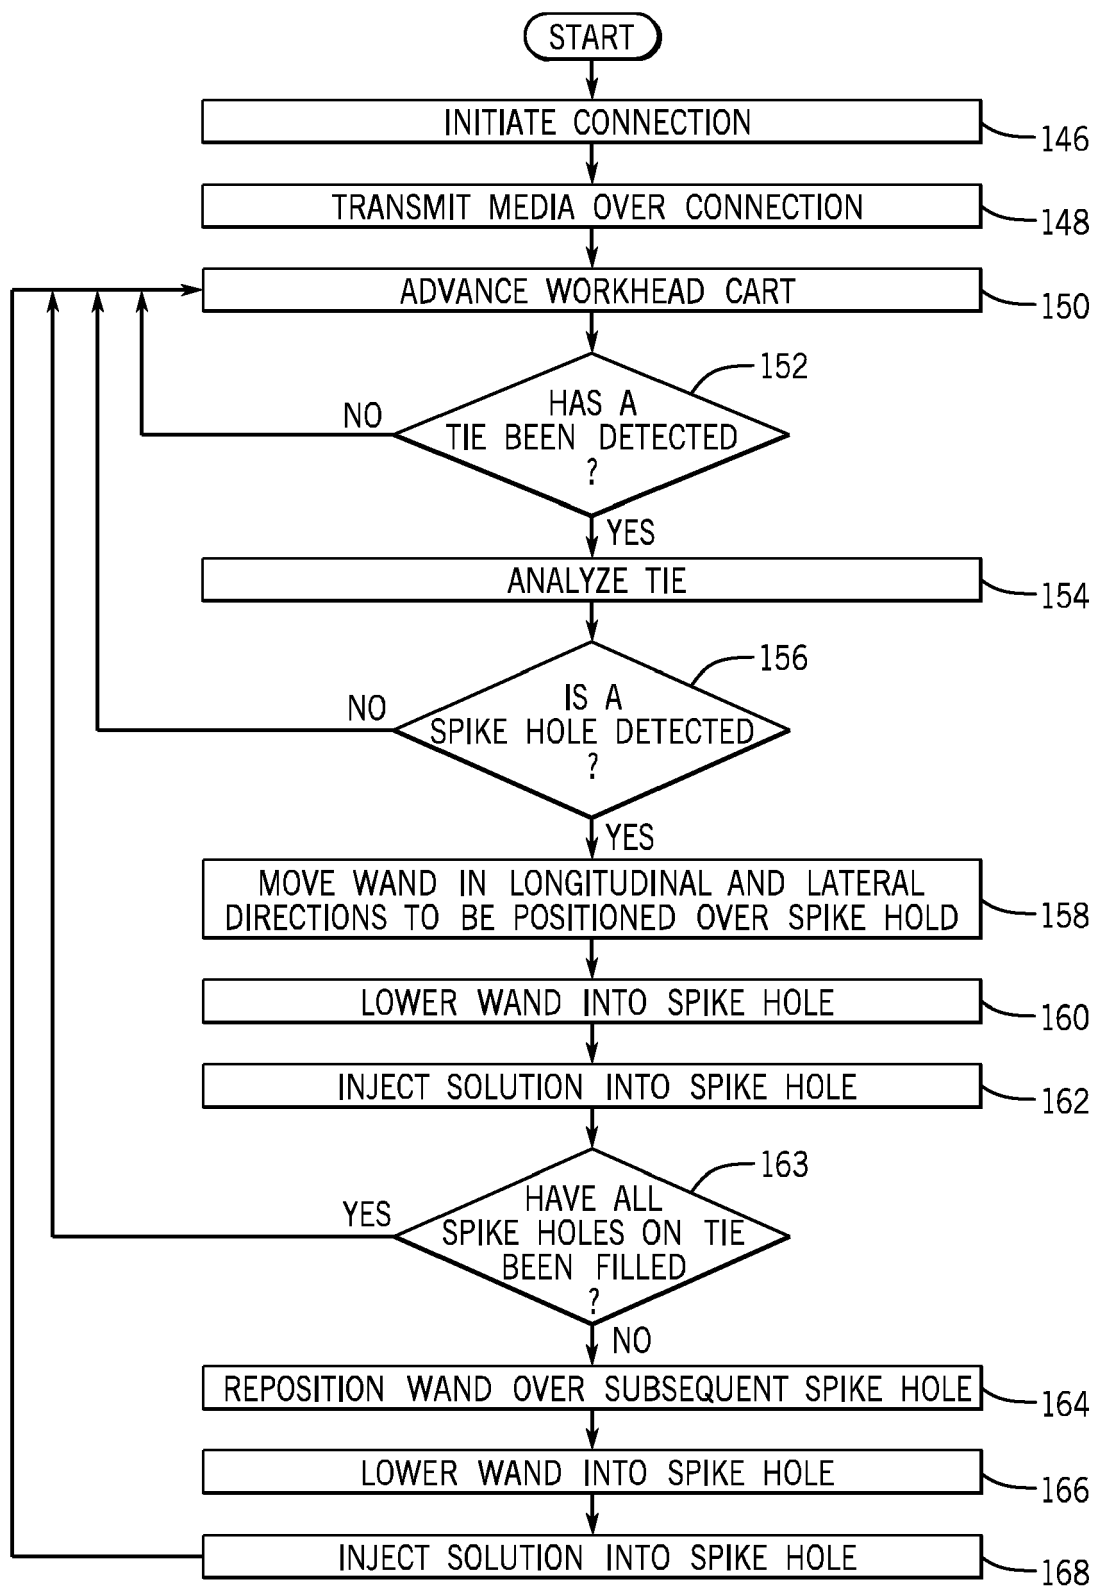 START
INITIATE CONNECTION
146
TRANSMIT MEDIA OVER CONNECTION
148
ADVANCE WORKHEAD CART
150
152
HAS A
TIE BEEN DETECTED
?
NO
YES
ANALYZE TIE
154
156
IS A
SPIKE HOLE DETECTED
?
NO
YES
MOVE WAND IN LONGITUDINAL AND LATERAL
DIRECTIONS TO BE POSITIONED OVER SPIKE HOLD
158
LOWER WAND INTO SPIKE HOLE
160
INJECT SOLUTION INTO SPIKE HOLE
162
163
HAVE ALL
SPIKE HOLES ON TIE
BEEN FILLED
?
YES
NO
REPOSITION WAND OVER SUBSEQUENT SPIKE HOLE
164
LOWER WAND INTO SPIKE HOLE
166
INJECT SOLUTION INTO SPIKE HOLE
168